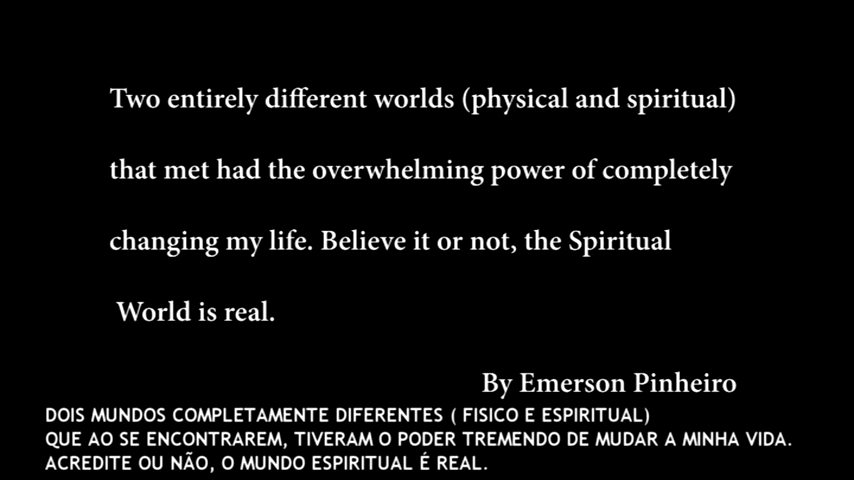 Two entirely different worlds (physical and spiritual)
that met had the overwhelming power of completely
changing my life. Believe it or not, the Spiritual
World is real.
By Emerson Pinheiro
DOIS MUNDOS COMPLETAMENTE DIFERENTES ( FISICO E ESPIRITUAL)
QUE AO SE ENCONTRAREM, TIVERAM O PODER TREMENDO DE MUDAR A MINHA VIDA.
ACREDITE OU NÃO, O MUNDO ESPIRITUAL É REAL.